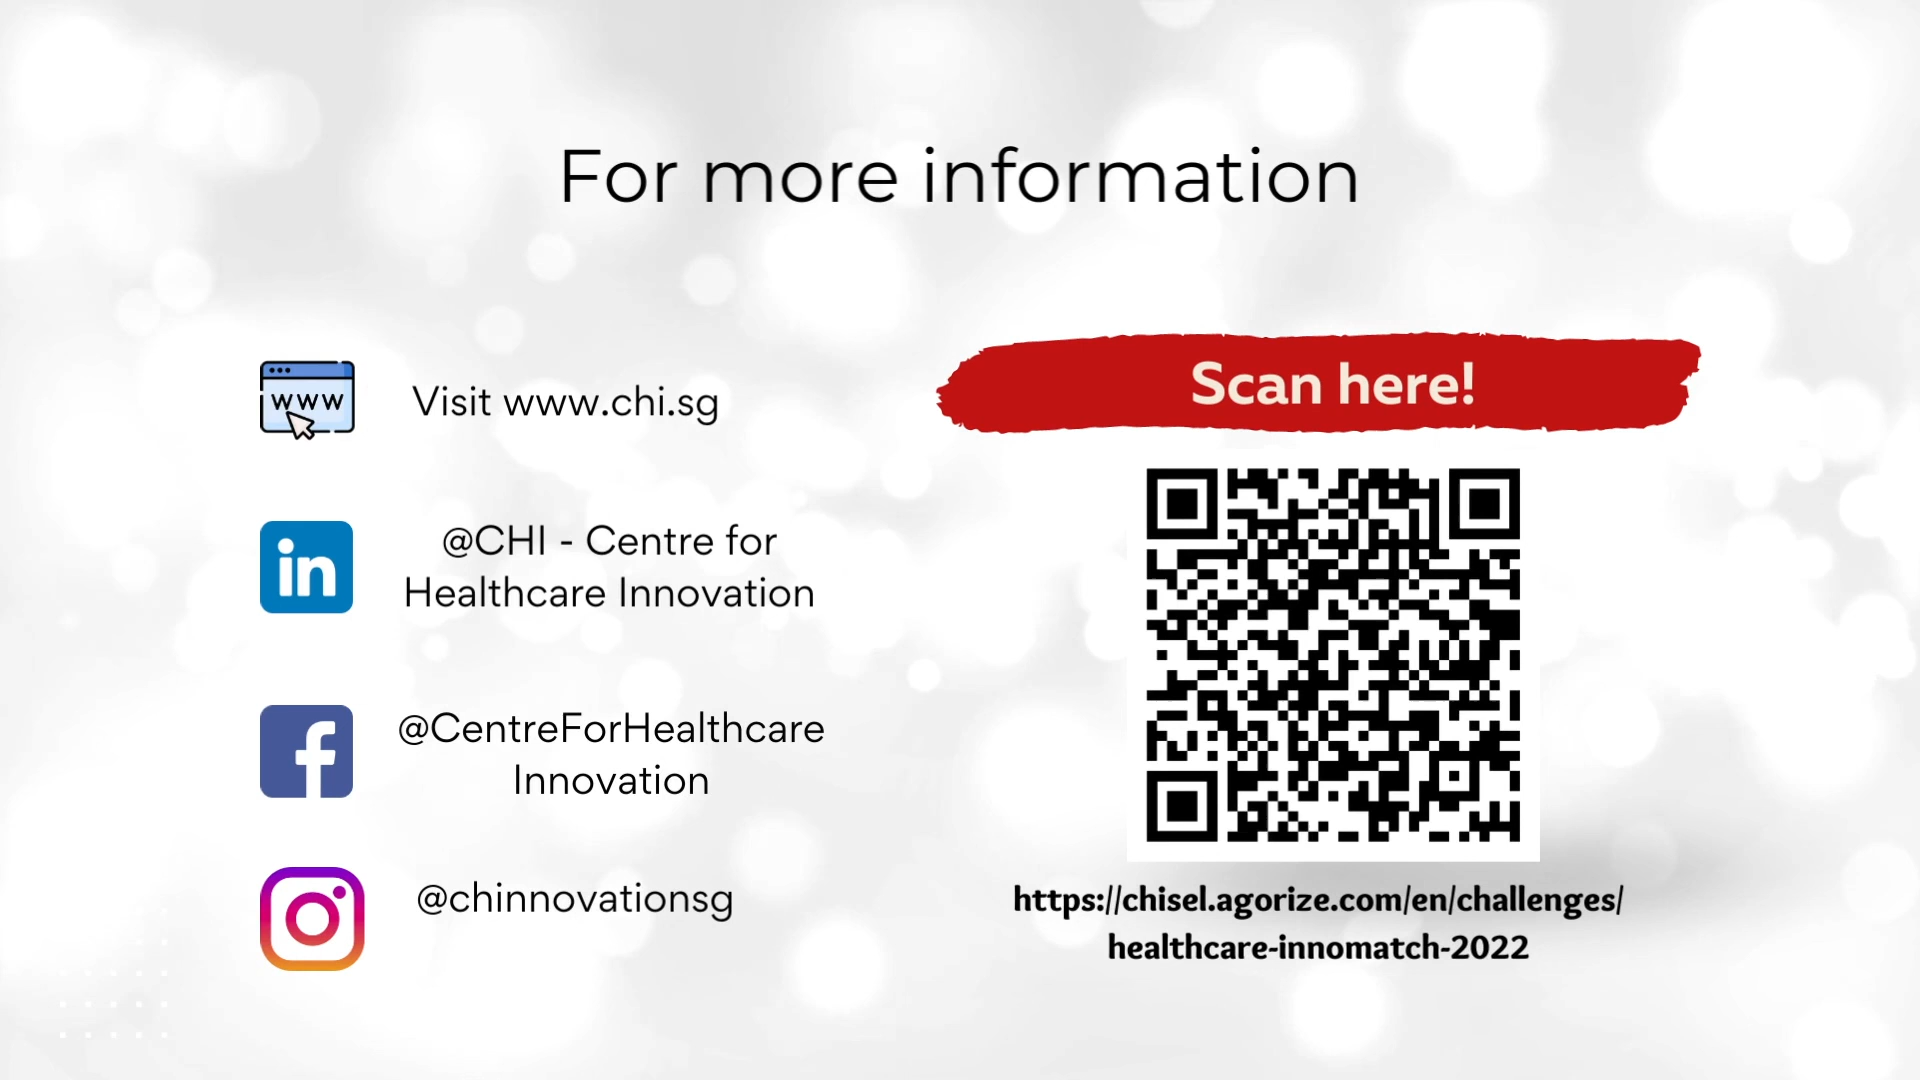 For more information
WWW
Visit www.chi.sg
in
@CHI - Centre for
Healthcare Innovation
f
@CentreForHealthcare
Innovation
@chinnovationsg
Scan here!
https://chisel.agorize.com/en/challenges/
healthcare-innomatch-2022